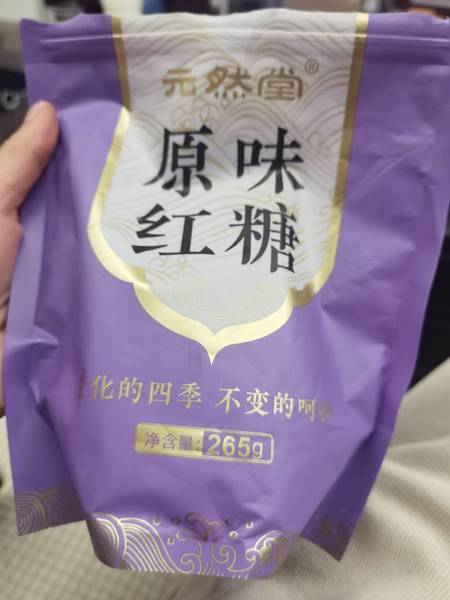 元然堂®
原味
红糖
化的四季 不变的呵
净含量: 265g